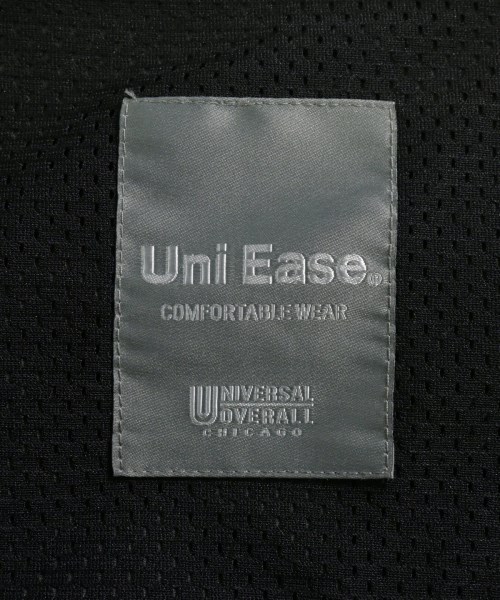 Uni Ease®
COMFORTABLE WEAR
UNIVERSAL
OVERALL
CHICAGO